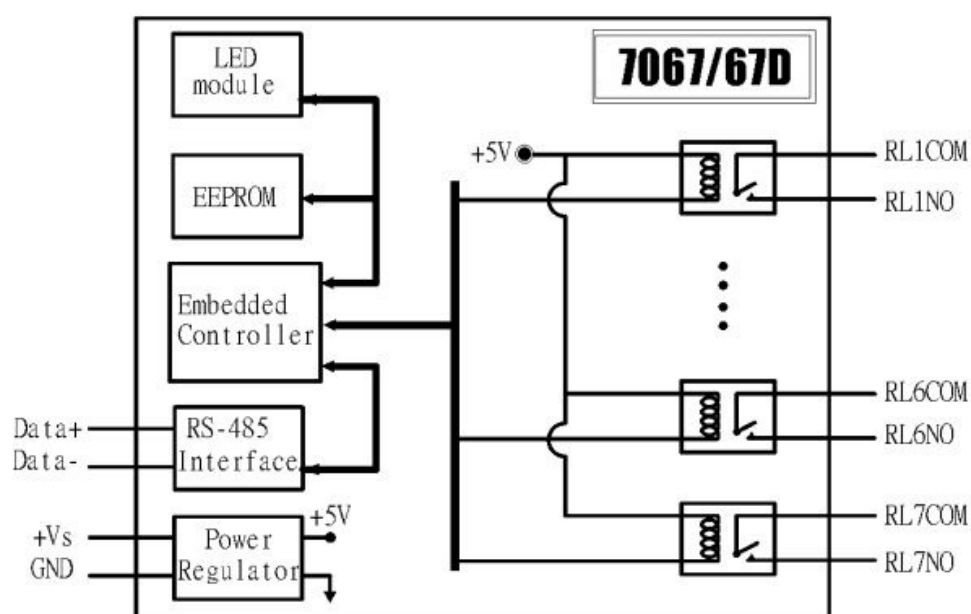 7067/67D
LED
module
EEPROM
Embedded
Controller
RS-485
Interface
Power
Regulator
Data+
Data-
+Vs
GND
+5V
+5V
RL1COM
RL1NO
RL6COM
RL6NO
RL7COM
RL7NO